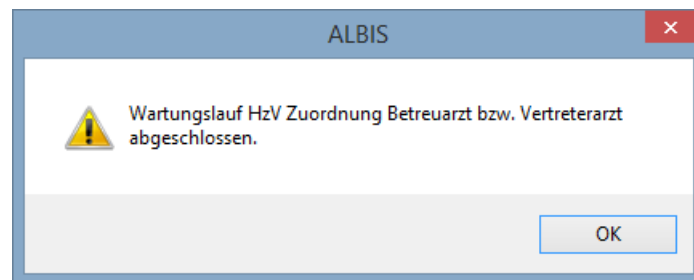 ALBIS
Wartungslauf HzV Zuordnung Betreuarzt bzw. Vertreterarzt
abgeschlossen.
OK